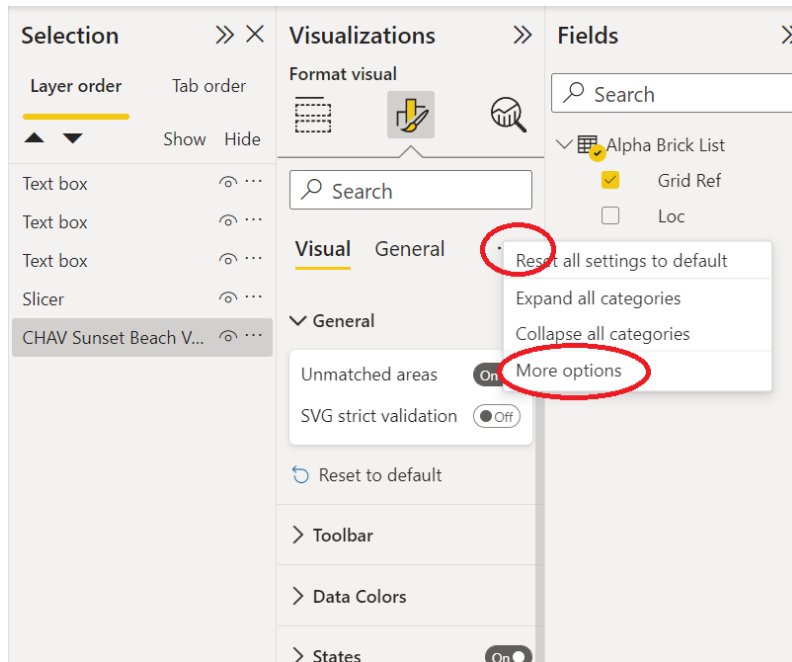 Selection
Layer order Tab order
Show Hide
Text box
Text box
Text box
Slicer
CHAV Sunset Beach V...
Visualizations
Format visual
Search
Visual General
General
Unmatched areas On
SVG strict validation Off
Reset to default
Toolbar
Data Colors
States On
Reset all settings to default
Expand all categories
Collapse all categories
More options
Fields
Search
Alpha Brick List
Grid Ref
Loc